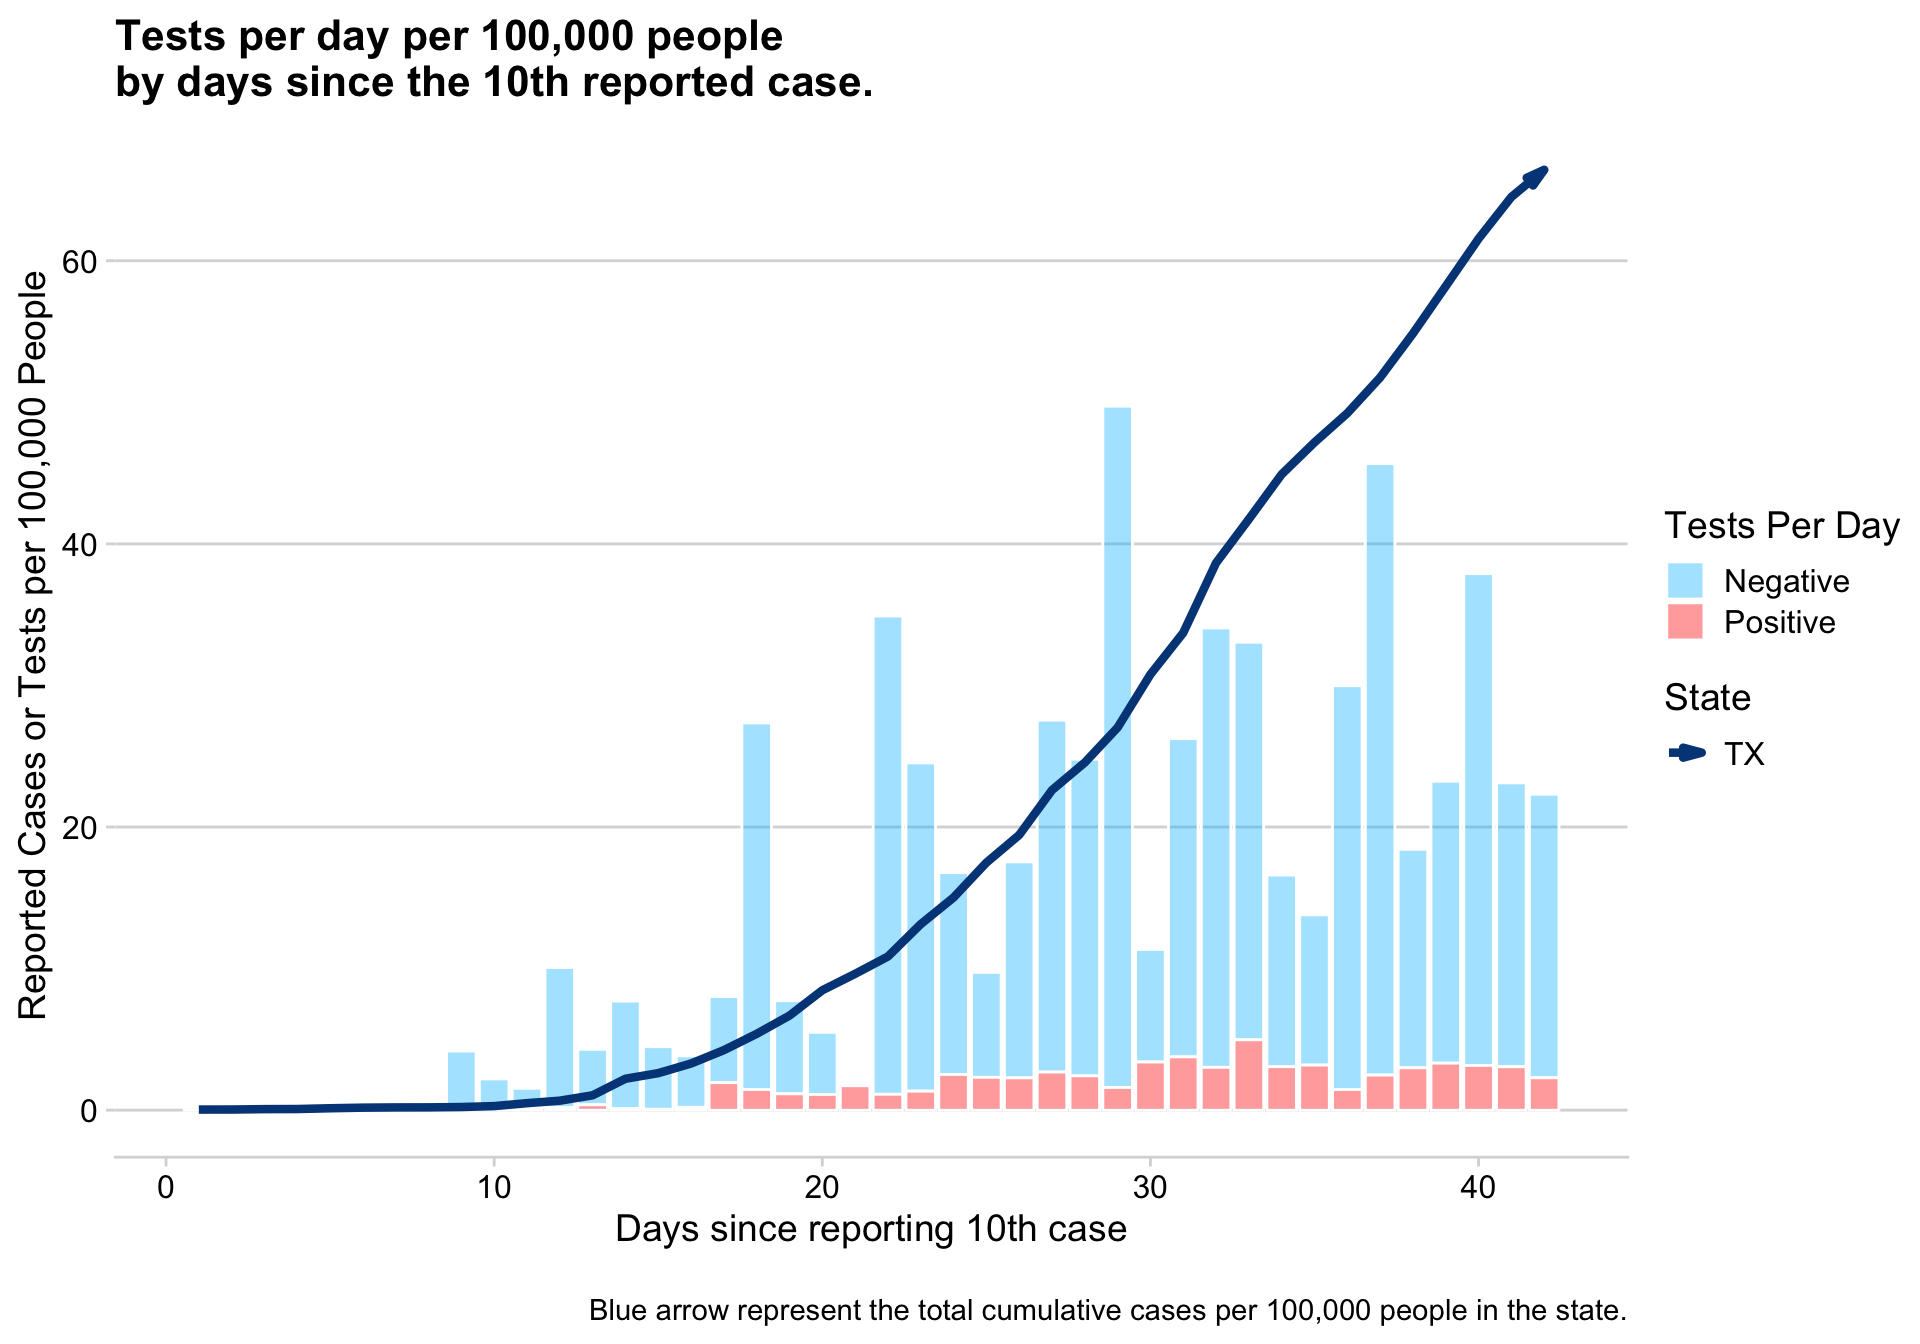 Tests per day per 100,000 people
by days since the 10th reported case.
Reported Cases or Tests per 100,000 People
60
40
20
0
0 10 20 30 40
Days since reporting 10th case
Tests Per Day
Negative
Positive
State
TX
Blue arrow represent the total cumulative cases per 100,000 people in the state.